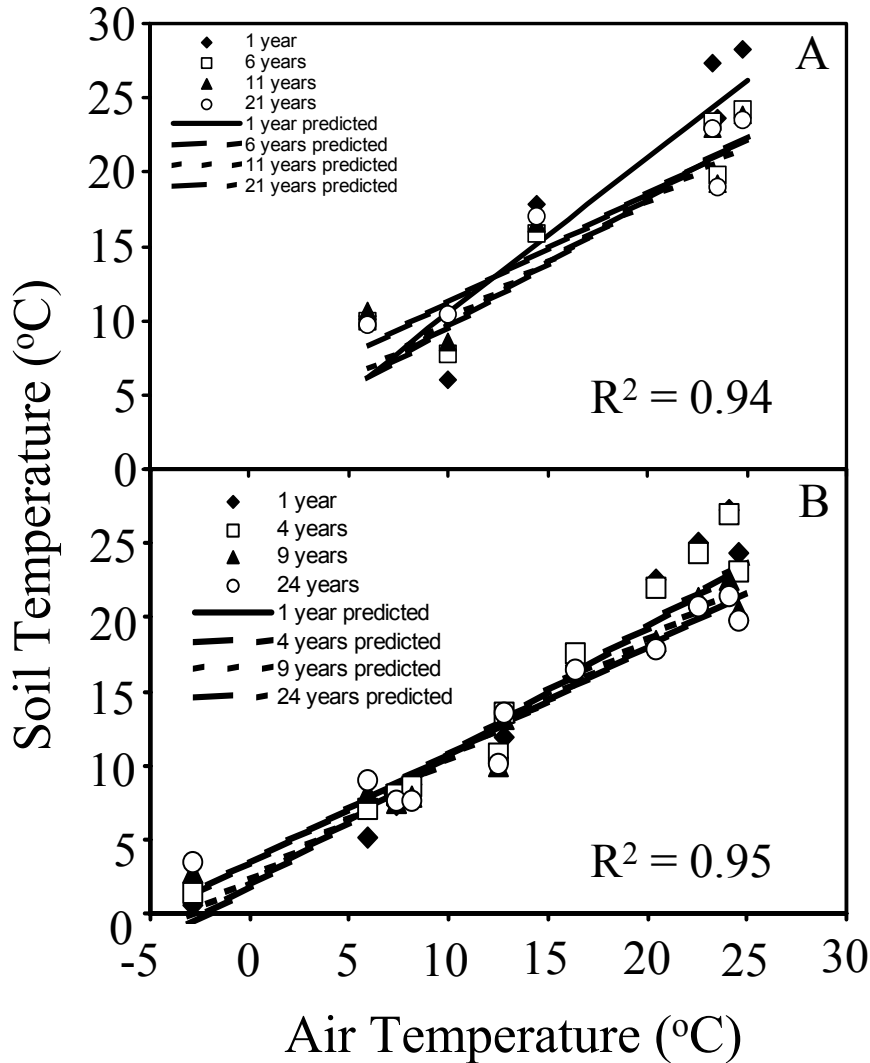 30
25
20
15
10
5
0
A
1 year
6 years
11 years
21 years
1 year predicted
6 years predicted
11 years predicted
21 years predicted
R² = 0.94
Soil Temperature (°C)
25
20
15
10
5
0
B
1 year
4 years
9 years
24 years
1 year predicted
4 years predicted
9 years predicted
24 years predicted
R² = 0.95
-5 0 5 10 15 20 25 30
Air Temperature (°C)